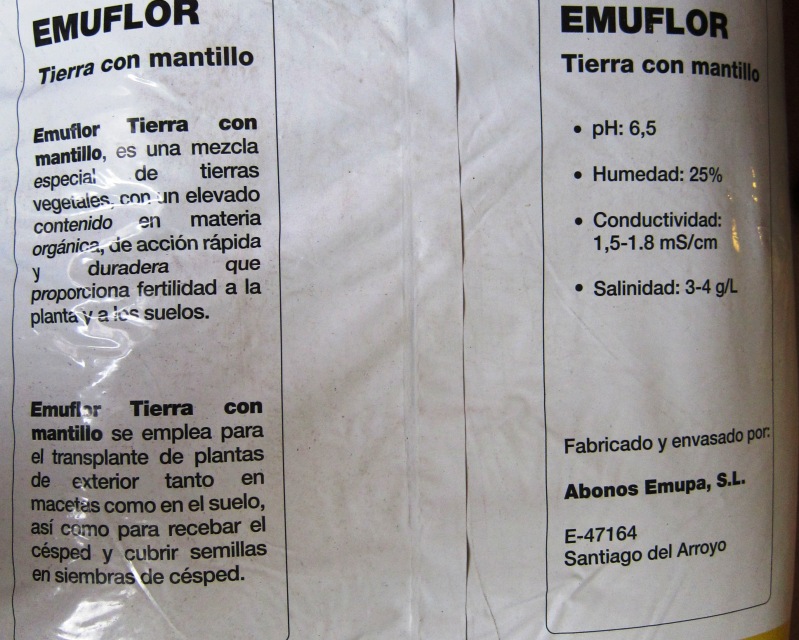 EMUFLOR
Tierra con mantillo
Emuflor Tierra con
mantillo, es una mezcla
especial de tierras
vegetales, con un elevado
contenido en materia
orgánica, de acción rápida
y duradera que
proporciona fertilidad a la
planta y a los suelos.
Emuflor Tierra con
mantillo se emplea para
el transplante de plantas
de exterior tanto en
macetas como en el suelo,
así como para recebar el
césped y cubrir semillas
en siembras de césped.
EMUFLOR
Tierra con mantillo
• pH: 6,5
• Humedad: 25%
• Conductividad:
1,5-1.8 mS/cm
• Salinidad: 3-4 g/L
Fabricado y envasado por:
Abonos Emupa, S.L.
E-47164
Santiago del Arroyo